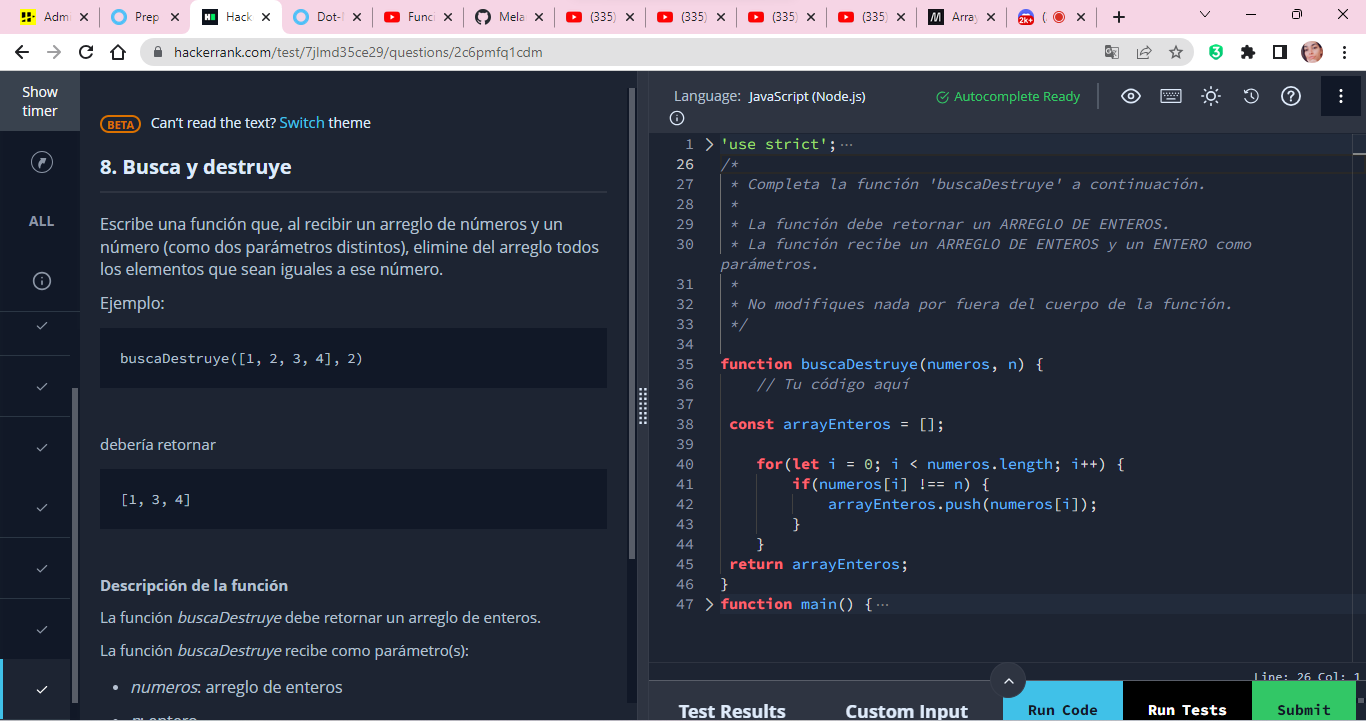 Adm
Prep
Hack
Dot-
Func
Mela
(335)
(335)
(335)
(335)
Array
2k+
hackerrank.com/test/7jlmd35ce29/questions/2c6pmfq1cdm
Show
timer
ALL
BETA Can't read the text? Switch theme
8. Busca y destruye
Escribe una función que, al recibir un arreglo de números y un
número (como dos parámetros distintos), elimine del arreglo todos
los elementos que sean iguales a ese número.
Ejemplo:
buscaDestruye([1, 2, 3, 4], 2)
debería retornar
[1, 3, 4]
Descripción de la función
La función buscaDestruye debe retornar un arreglo de enteros.
La función buscaDestruye recibe como parámetro(s):
• numeros: arreglo de enteros
Language: JavaScript (Node.js)
Autocomplete Ready
1 'use strict'; ···
26 /*
27 * Completa la función 'buscaDestruye' a continuación.
28 *
29 * La función debe retornar un ARREGLO DE ENTEROS.
30 * La función recibe un ARREGLO DE ENTEROS y un ENTERO como
parámetros.
31 *
32 * No modifiques nada por fuera del cuerpo de la función.
33 */
34
35 function buscaDestruye(numeros, n) {
36 // Tu código aquí
37
38 const arrayEnteros = [];
39
40 for(let i = 0; i < numeros.length; i++) {
41 if(numeros[i] !== n) {
42 arrayEnteros.push(numeros[i]);
43 }
44 }
45 return arrayEnteros;
46 }
47 function main() { ···
Line: 26 Col: 1
Test Results
Custom Input
Run Code
Run Tests
Submit